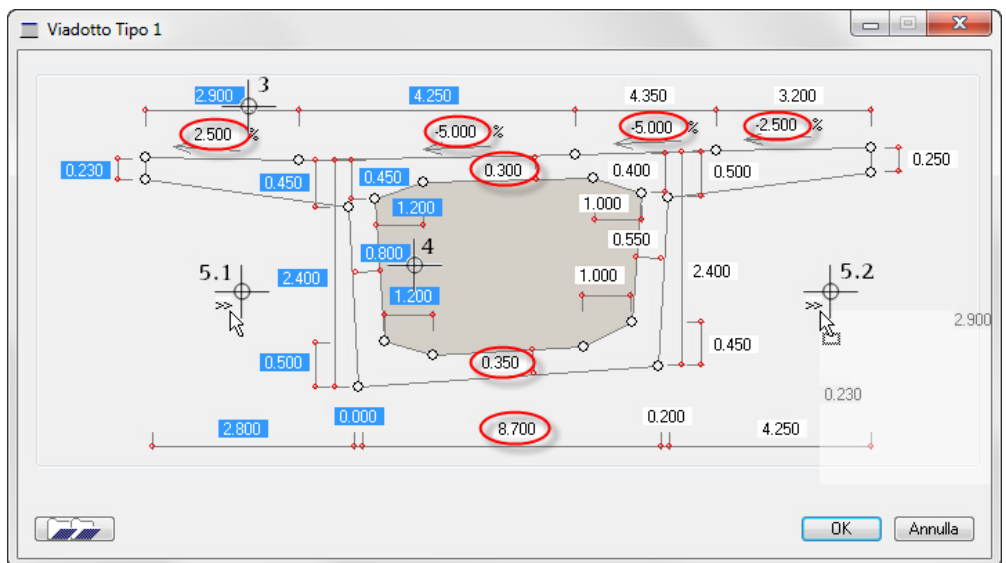 Viadotto Tipo 1
3
2.900 4.250 4.350 3.200
2.500 % -5.000 % -5.000 % -2.500 %
0.230 0.450 0.450 0.300 0.400 0.500 0.250
1.200 1.000
0.800 4 0.550
5.1 2.400 1.200 1.000 2.400 5.2
>> >>
2.900
0.500 0.350 0.450
0.230
2.800 0.000 8.700 0.200 4.250
OK Annulla